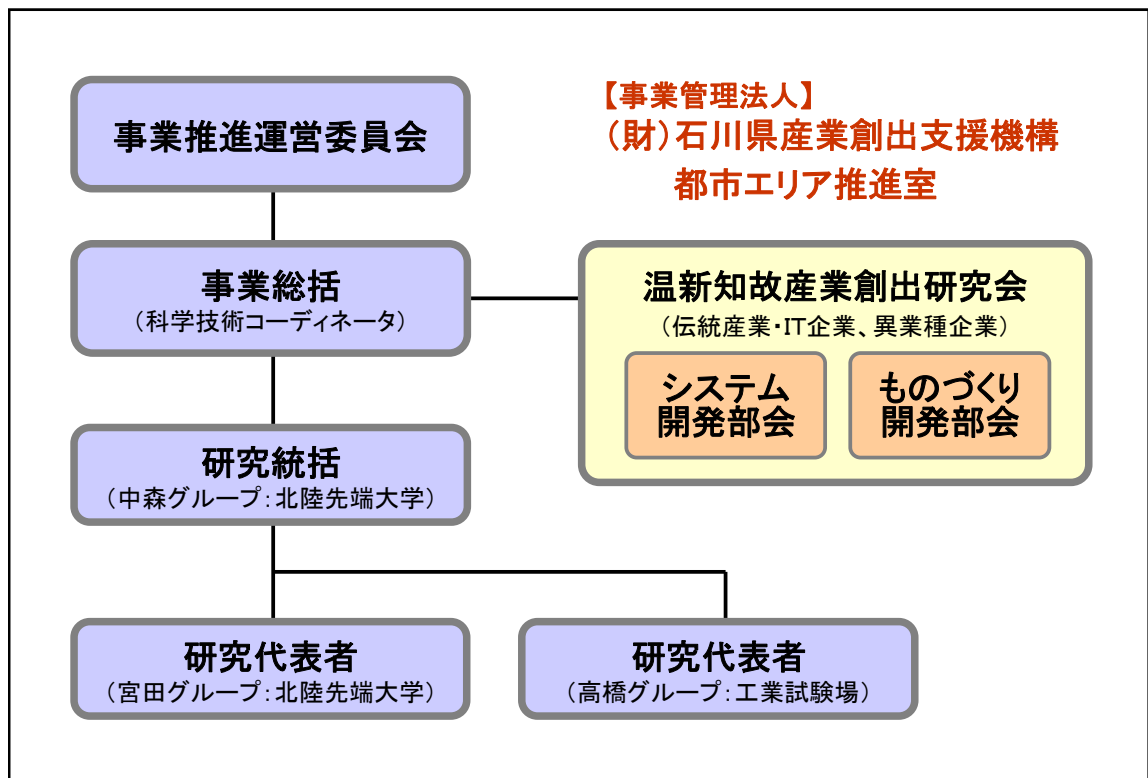 事業推進運営委員会
【事業管理法人】
（財）石川県産業創出支援機構
都市エリア推進室
事業総括
（科学技術コーディネータ）
温新知故産業創出研究会
（伝統産業・IT企業、異業種企業）
システム
開発部会
ものづくり
開発部会
研究統括
（中森グループ：北陸先端大学）
研究代表者
（宮田グループ：北陸先端大学）
研究代表者
（高橋グループ：工業試験場）